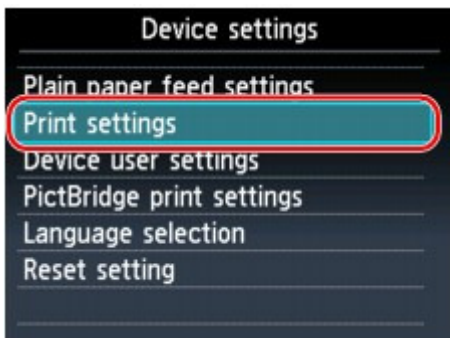 Device settings
Plain paper feed settings
Print settings
Device user settings
PictBridge print settings
Language selection
Reset setting